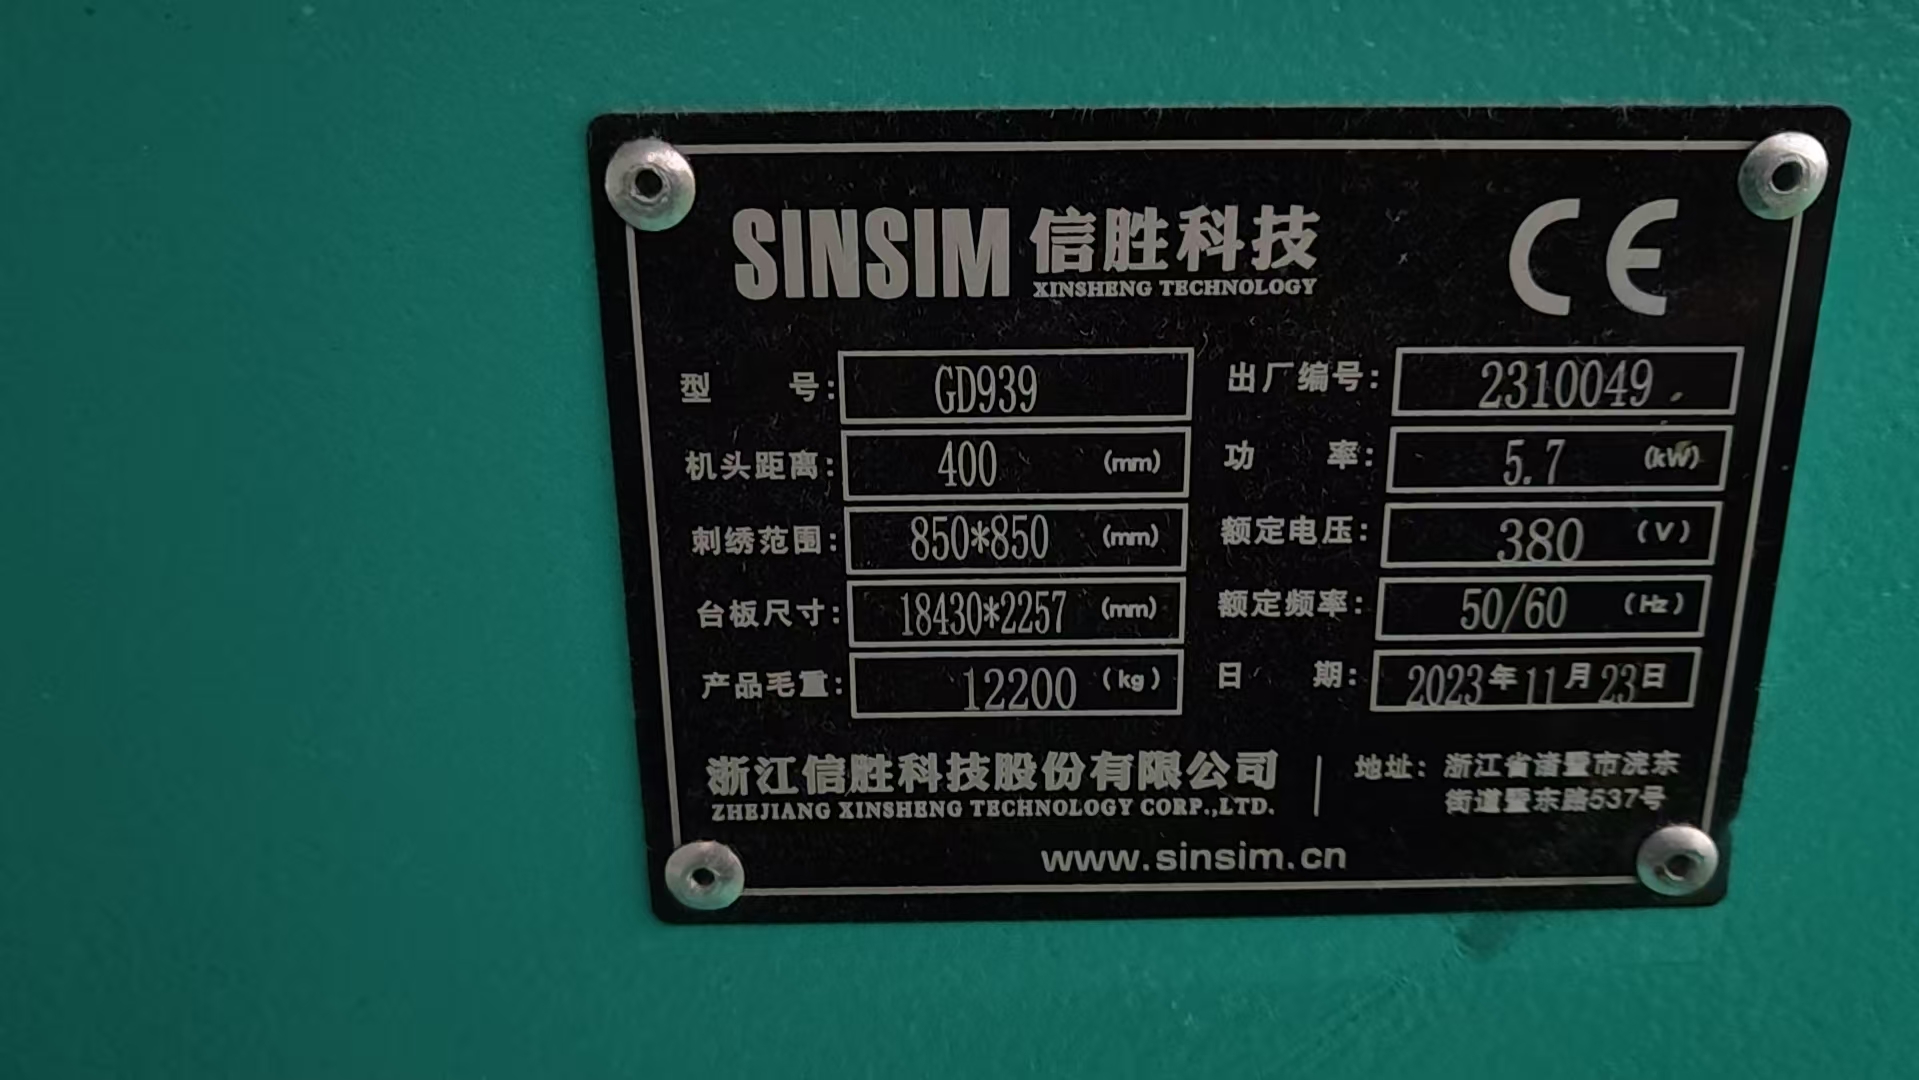 SINSIM 信胜科技 CE
XINSHENG TECHNOLOGY
型号: GD939
出厂编号: 2310049
机头距离: 400 (mm)
功率: 5.7 (kW)
刺绣范围: 850*850 (mm)
额定电压: 380 (V)
台板尺寸: 18430*2257 (mm)
额定频率: 50/60 (Hz)
产品毛重: 12200 (kg)
日期: 2023年11月23日
浙江信胜科技股份有限公司
ZHEJIANG XINSHENG TECHNOLOGY CORP.,LTD.
地址: 浙江省诸暨市浣东
街道暨东路537号
www.sinsim.cn